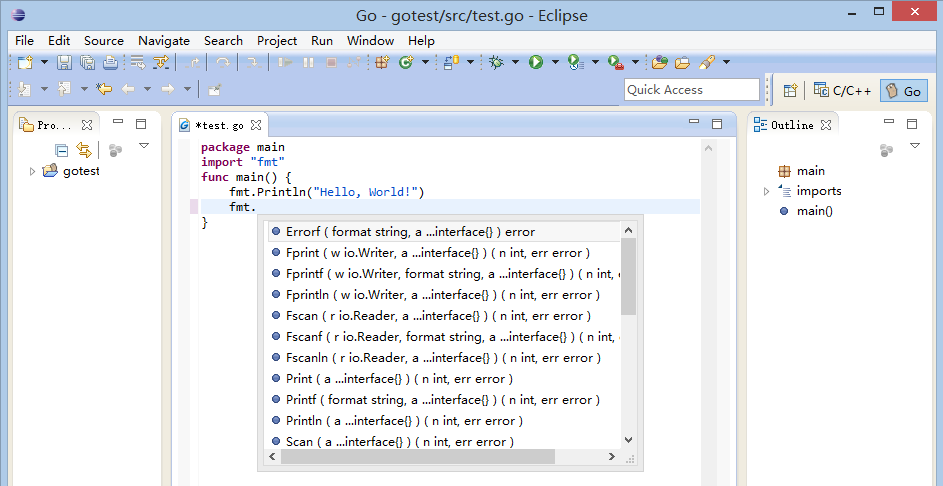 Go - gotest/src/test.go - Eclipse
File Edit Source Navigate Search Project Run Window Help
Quick Access
C/C++
Go
Pro...
gotest
*test.go
package main
import "fmt"
func main() {
fmt.Println("Hello, World!")
fmt.
}
Errorf ( format string, a ...interface{} ) error
Fprint ( w io.Writer, a ...interface{} ) ( n int, err error )
Fprintf ( w io.Writer, format string, a ...interface{} ) ( n int, e
Fprintln ( w io.Writer, a ...interface{} ) ( n int, err error )
Fscan ( r io.Reader, a ...interface{} ) ( n int, err error )
Fscanf ( r io.Reader, format string, a ...interface{} ) ( n int,
Fscanln ( r io.Reader, a ...interface{} ) ( n int, err error )
Print ( a ...interface{} ) ( n int, err error )
Printf ( format string, a ...interface{} ) ( n int, err error )
Println ( a ...interface{} ) ( n int, err error )
Scan ( a ...interface{} ) ( n int, err error )
Outline
main
imports
main()